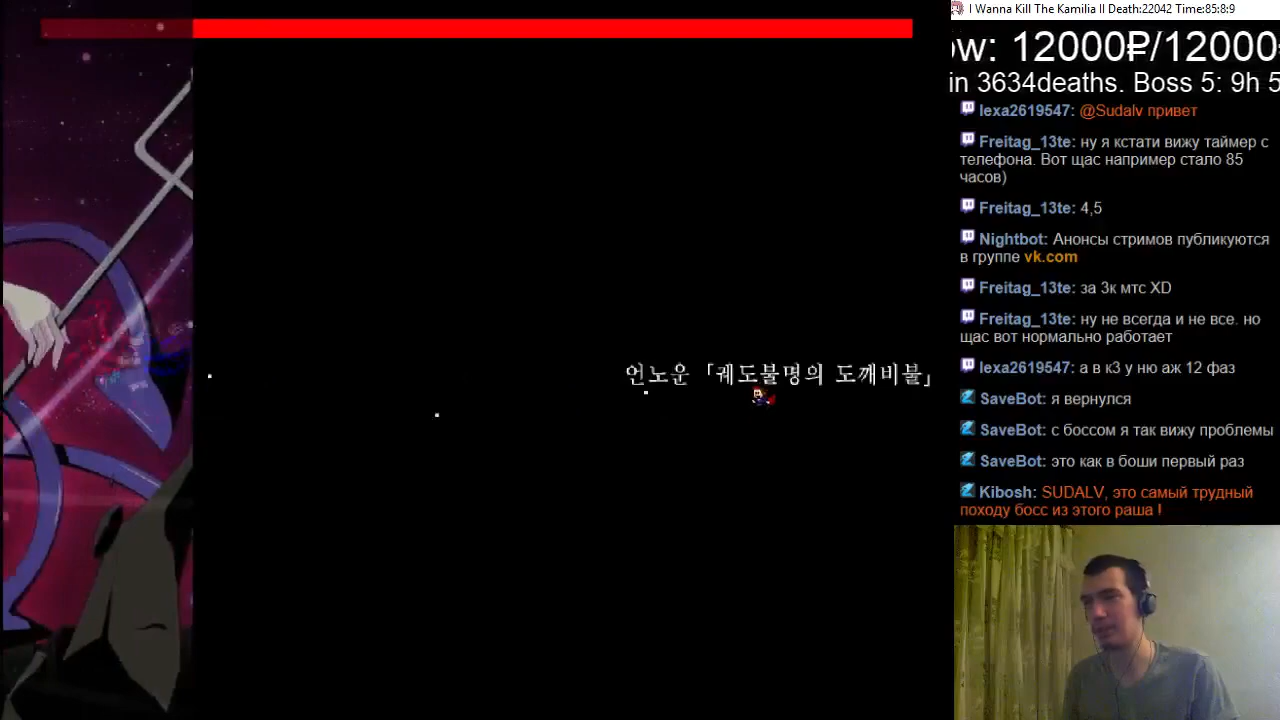 I Wanna Kill The Kamilia II Death:22042 Time:85:8:9
ow: 12000₽/12000
in 3634deaths. Boss 5: 9h 5
lexa2619547: @Sudalv привет
Freitag_13te: ну я кстати вижу таймер с
телефона. Вот щас например стало 85
часов)
Freitag_13te: 4,5
Nightbot: Анонсы стримов публикуются
в группе vk.com
Freitag_13te: за 3к мтс XD
Freitag_13te: ну не всегда и не все. но
щас вот нормально работает
lexa2619547: а в к3 у ню аж 12 фаз
SaveBot: я вернулся
SaveBot: с боссом я так вижу проблемы
SaveBot: это как в боши первый раз
Kibosh: SUDALV, это самый трудный
походу босс из этого раша !
언노운「궤도불명의 도깨비불」